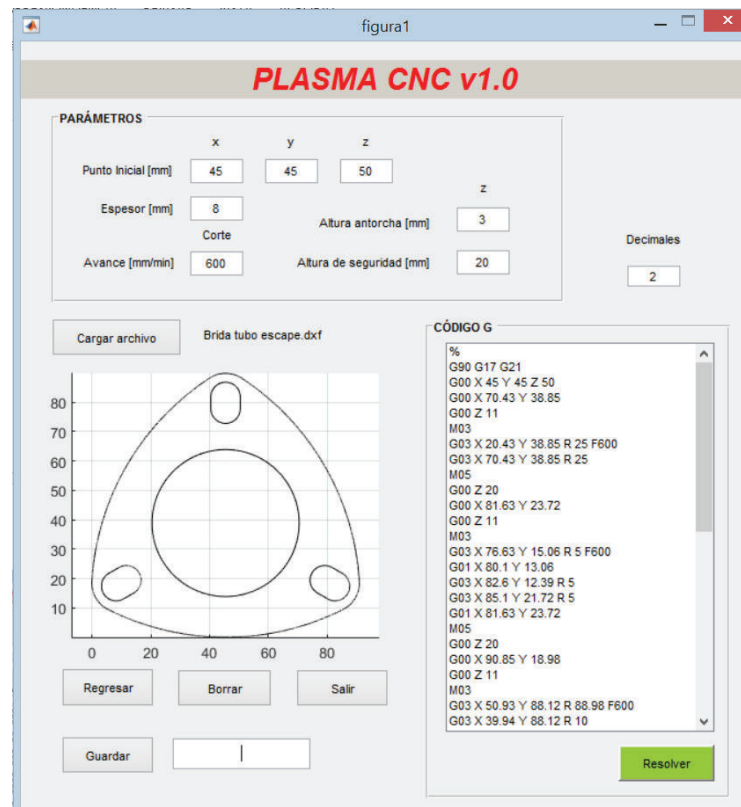 figura1
PLASMA CNC v1.0
PARÁMETROS
x y z
Punto Inicial [mm] 45 45 50
Espesor [mm] 8
z
Altura antorcha [mm] 3
Corte
Avance [mm/min] 600
Altura de seguridad [mm] 20
Decimales
2
Cargar archivo
Brida tubo escape.dxf
80
70
60
50
40
30
20
10
0 20 40 60 80
Regresar Borrar Salir
Guardar
CÓDIGO G
%
G90 G17 G21
G00 X 45 Y 45 Z 50
G00 X 70.43 Y 38.85
G00 Z 11
M03
G03 X 20.43 Y 38.85 R 25 F600
G03 X 70.43 Y 38.85 R 25
M05
G00 Z 20
G00 X 81.63 Y 23.72
G00 Z 11
M03
G03 X 76.63 Y 15.06 R 5 F600
G01 X 80.1 Y 13.06
G03 X 82.6 Y 12.39 R 5
G03 X 85.1 Y 21.72 R 5
G01 X 81.63 Y 23.72
M05
G00 Z 20
G00 X 90.85 Y 18.98
G00 Z 11
M03
G03 X 50.93 Y 88.12 R 88.98 F600
G03 X 39.94 Y 88.12 R 10
Resolver